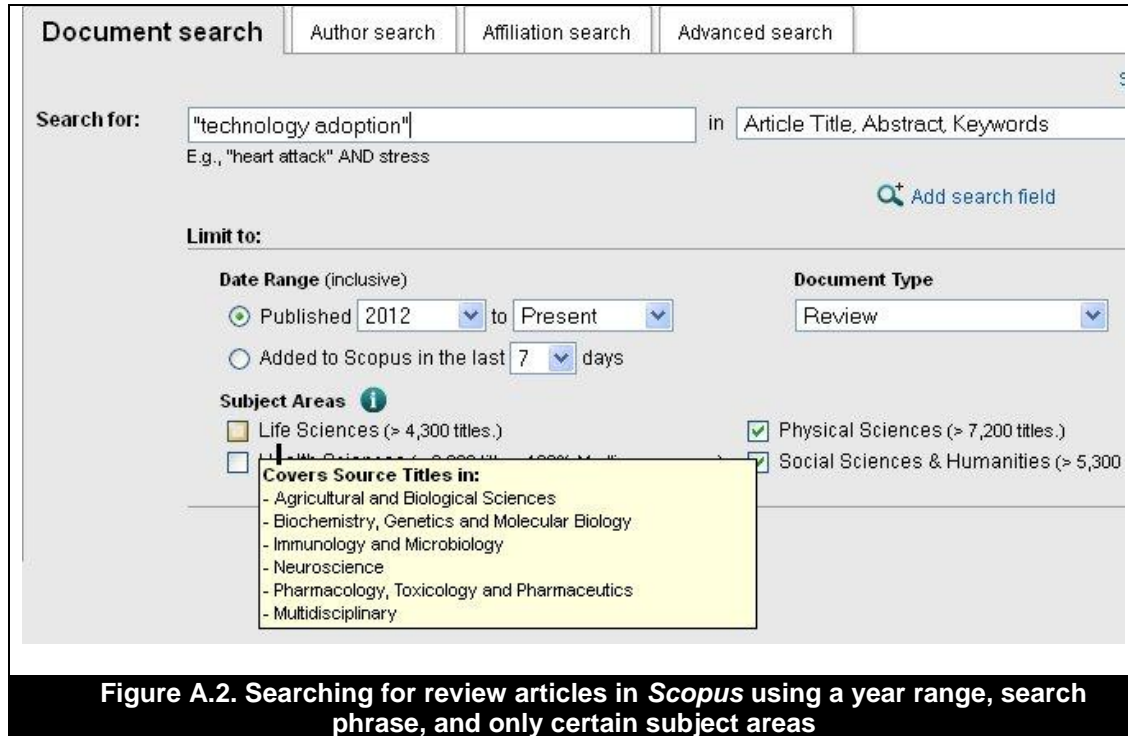 Document search Author search Affiliation search Advanced search
Search for: "technology adoption" in Article Title, Abstract, Keywords
E.g., "heart attack" AND stress
Add search field
Limit to:
Date Range (inclusive) Document Type
Published 2012 to Present Review
Added to Scopus in the last 7 days
Subject Areas
Life Sciences (> 4,300 titles.) Physical Sciences (> 7,200 titles.)
Social Sciences & Humanities (> 5,300
Covers Source Titles in:
- Agricultural and Biological Sciences
- Biochemistry, Genetics and Molecular Biology
- Immunology and Microbiology
- Neuroscience
- Pharmacology, Toxicology and Pharmaceutics
- Multidisciplinary
Figure A.2. Searching for review articles in Scopus using a year range, search
phrase, and only certain subject areas